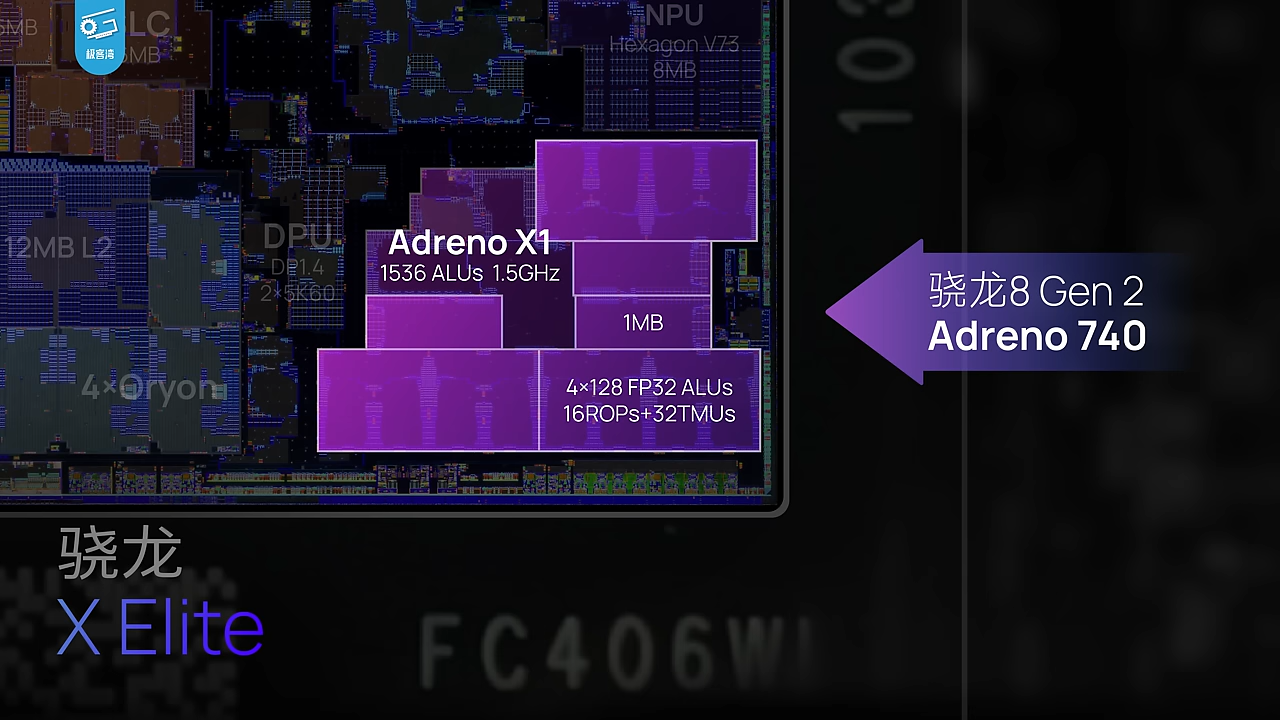 极客湾
LC
6MB
NPU
Hexagon V73
8MB
103
12MB L2
DPU
DP1.4
2×5K60
Adreno X1
1536 ALUs 1.5GHz
1MB
4×128 FP32 ALUs
16ROPs+32TMUs
4×Oryon
骁龙8 Gen 2
Adreno 740
骁龙
X Elite
FC406W